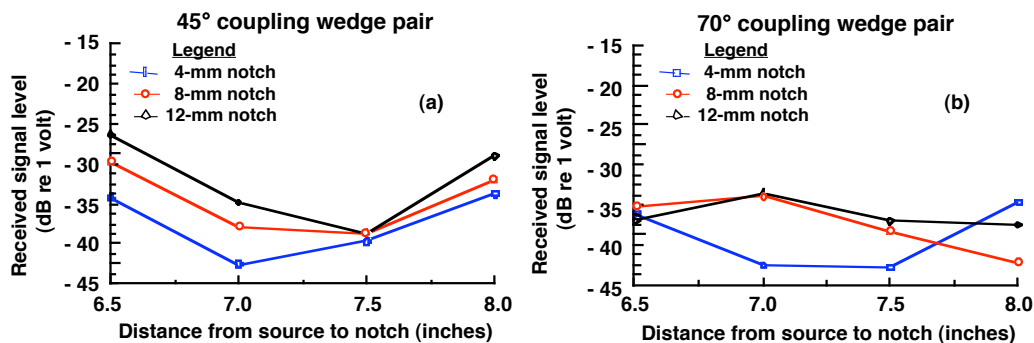 45° coupling wedge pair
Received signal level
(dB re 1 volt)
- 15
- 20
- 25
- 30
- 35
- 40
- 45
Legend
4-mm notch
8-mm notch
12-mm notch
(a)
6.5 7.0 7.5 8.0
Distance from source to notch (inches)
70° coupling wedge pair
Received signal level
(dB re 1 volt)
- 15
- 20
- 25
- 30
- 35
- 40
- 45
Legend
4-mm notch
8-mm notch
12-mm notch
(b)
6.5 7.0 7.5 8.0
Distance from source to notch (inches)